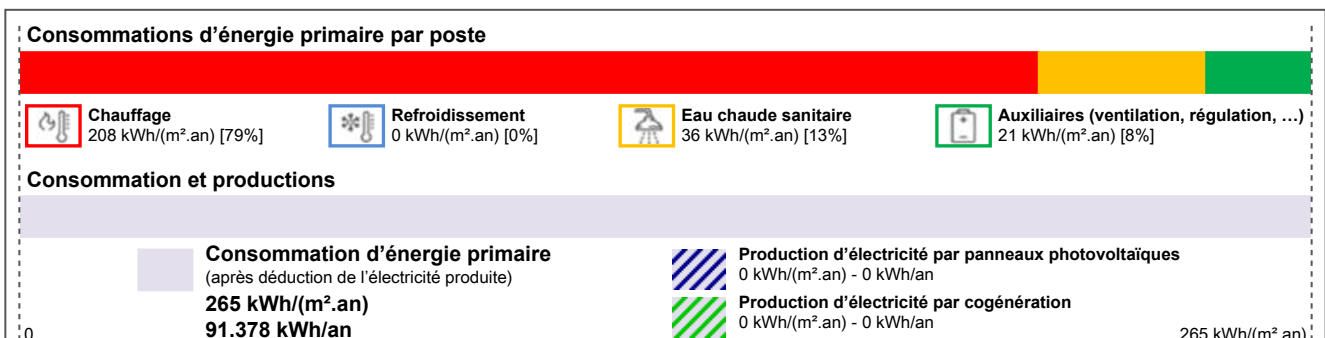 Consommations d’énergie primaire par poste
Chauffage
208 kWh/(m².an) [79%]
Refroidissement
0 kWh/(m².an) [0%]
Eau chaude sanitaire
36 kWh/(m².an) [13%]
Auxiliaires (ventilation, régulation, …)
21 kWh/(m².an) [8%]
Consommation et productions
Consommation d’énergie primaire
(après déduction de l’électricité produite)
265 kWh/(m².an)
91.378 kWh/an
Production d’électricité par panneaux photovoltaïques
0 kWh/(m².an) - 0 kWh/an
Production d’électricité par cogénération
0 kWh/(m².an) - 0 kWh/an
0
265 kWh/(m².an)